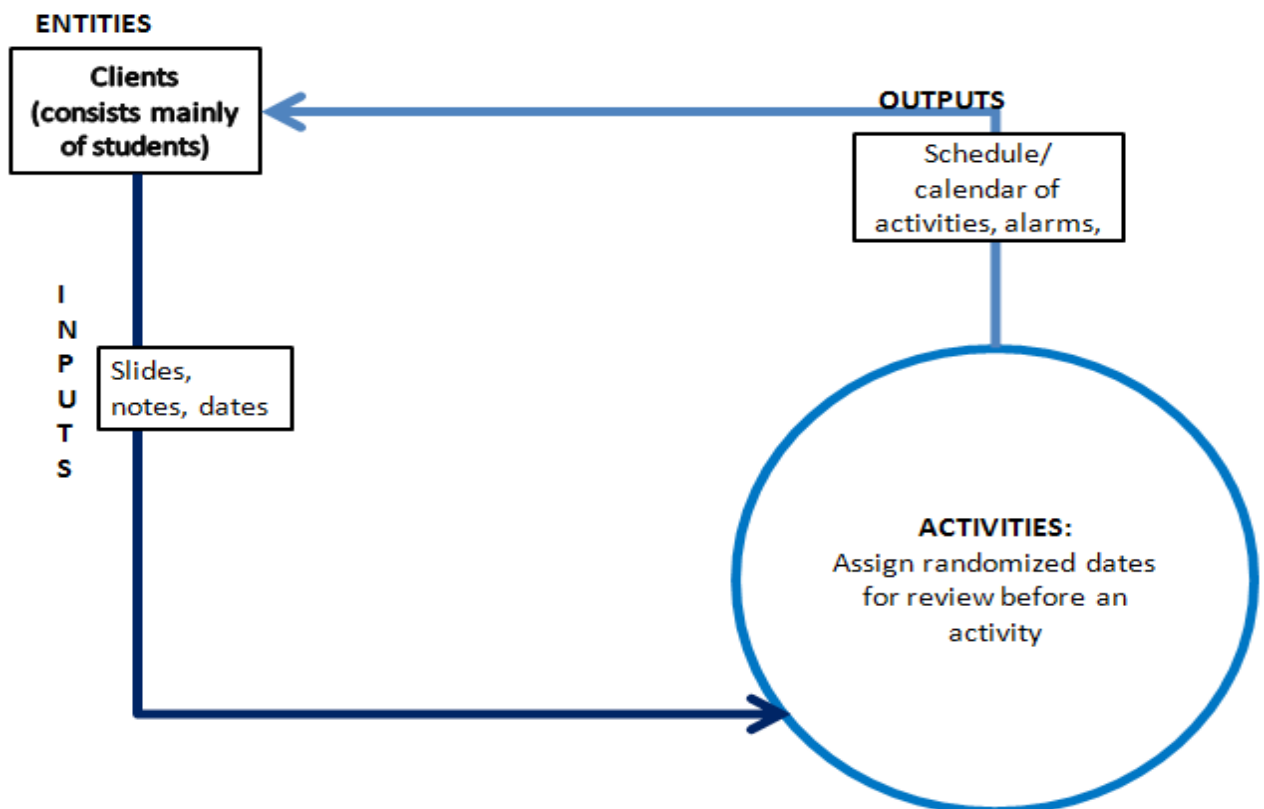 ENTITIES
Clients
(consists mainly
of students)
OUTPUTS
Schedule/
calendar of
activities, alarms,
I
N
P
U
T
S
Slides,
notes, dates
ACTIVITIES:
Assign randomized dates
for review before an
activity